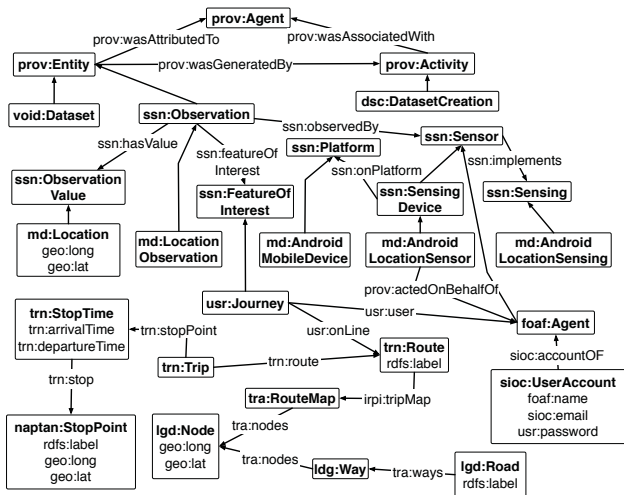 prov:Agent
prov:wasAttributedTo
prov:wasAssociatedWith
prov:Entity
prov:wasGeneratedBy
prov:Activity
void:Dataset
dsc:DatasetCreation
ssn:Observation
ssn:observedBy
ssn:Sensor
ssn:hasValue
ssn:featureOf
Interest
ssn:Platform
ssn:onPlatform
ssn:implements
ssn:Observation
Value
ssn:FeatureOf
Interest
ssn:Sensing
Device
ssn:Sensing
md:Location
geo:long
geo:lat
md:Location
Observation
md:Android
MobileDevice
md:Android
LocationSensor
md:Android
LocationSensing
prov:actedOnBehalfOf
usr:Journey
usr:user
usr:onLine
foaf:Agent
trn:StopTime
trn:arrivalTime
trn:departureTime
trn:stopPoint
trn:Trip
trn:route
trn:Route
rdfs:label
sioc:accountOF
trn:stop
tra:RouteMap
irpi:tripMap
sioc:UserAccount
foaf:name
sioc:email
usr:password
naptan:StopPoint
rdfs:label
geo:long
geo:lat
lgd:Node
geo:long
geo:lat
tra:nodes
tra:nodes
ldg:Way
tra:ways
lgd:Road
rdfs:label